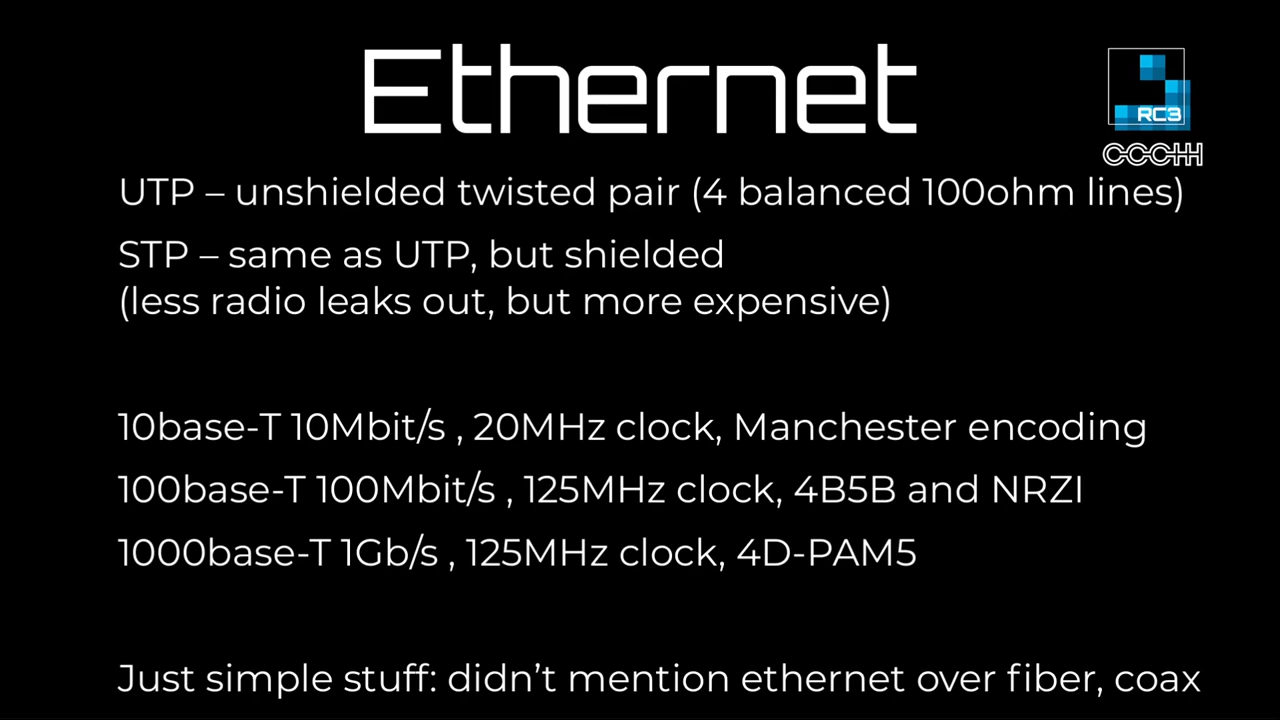 Ethernet
RC3
CCCHH
UTP – unshielded twisted pair (4 balanced 100ohm lines)
STP – same as UTP, but shielded
(less radio leaks out, but more expensive)
10base-T 10Mbit/s , 20MHz clock, Manchester encoding
100base-T 100Mbit/s , 125MHz clock, 4B5B and NRZI
1000base-T 1Gb/s , 125MHz clock, 4D-PAM5
Just simple stuff: didn’t mention ethernet over fiber, coax